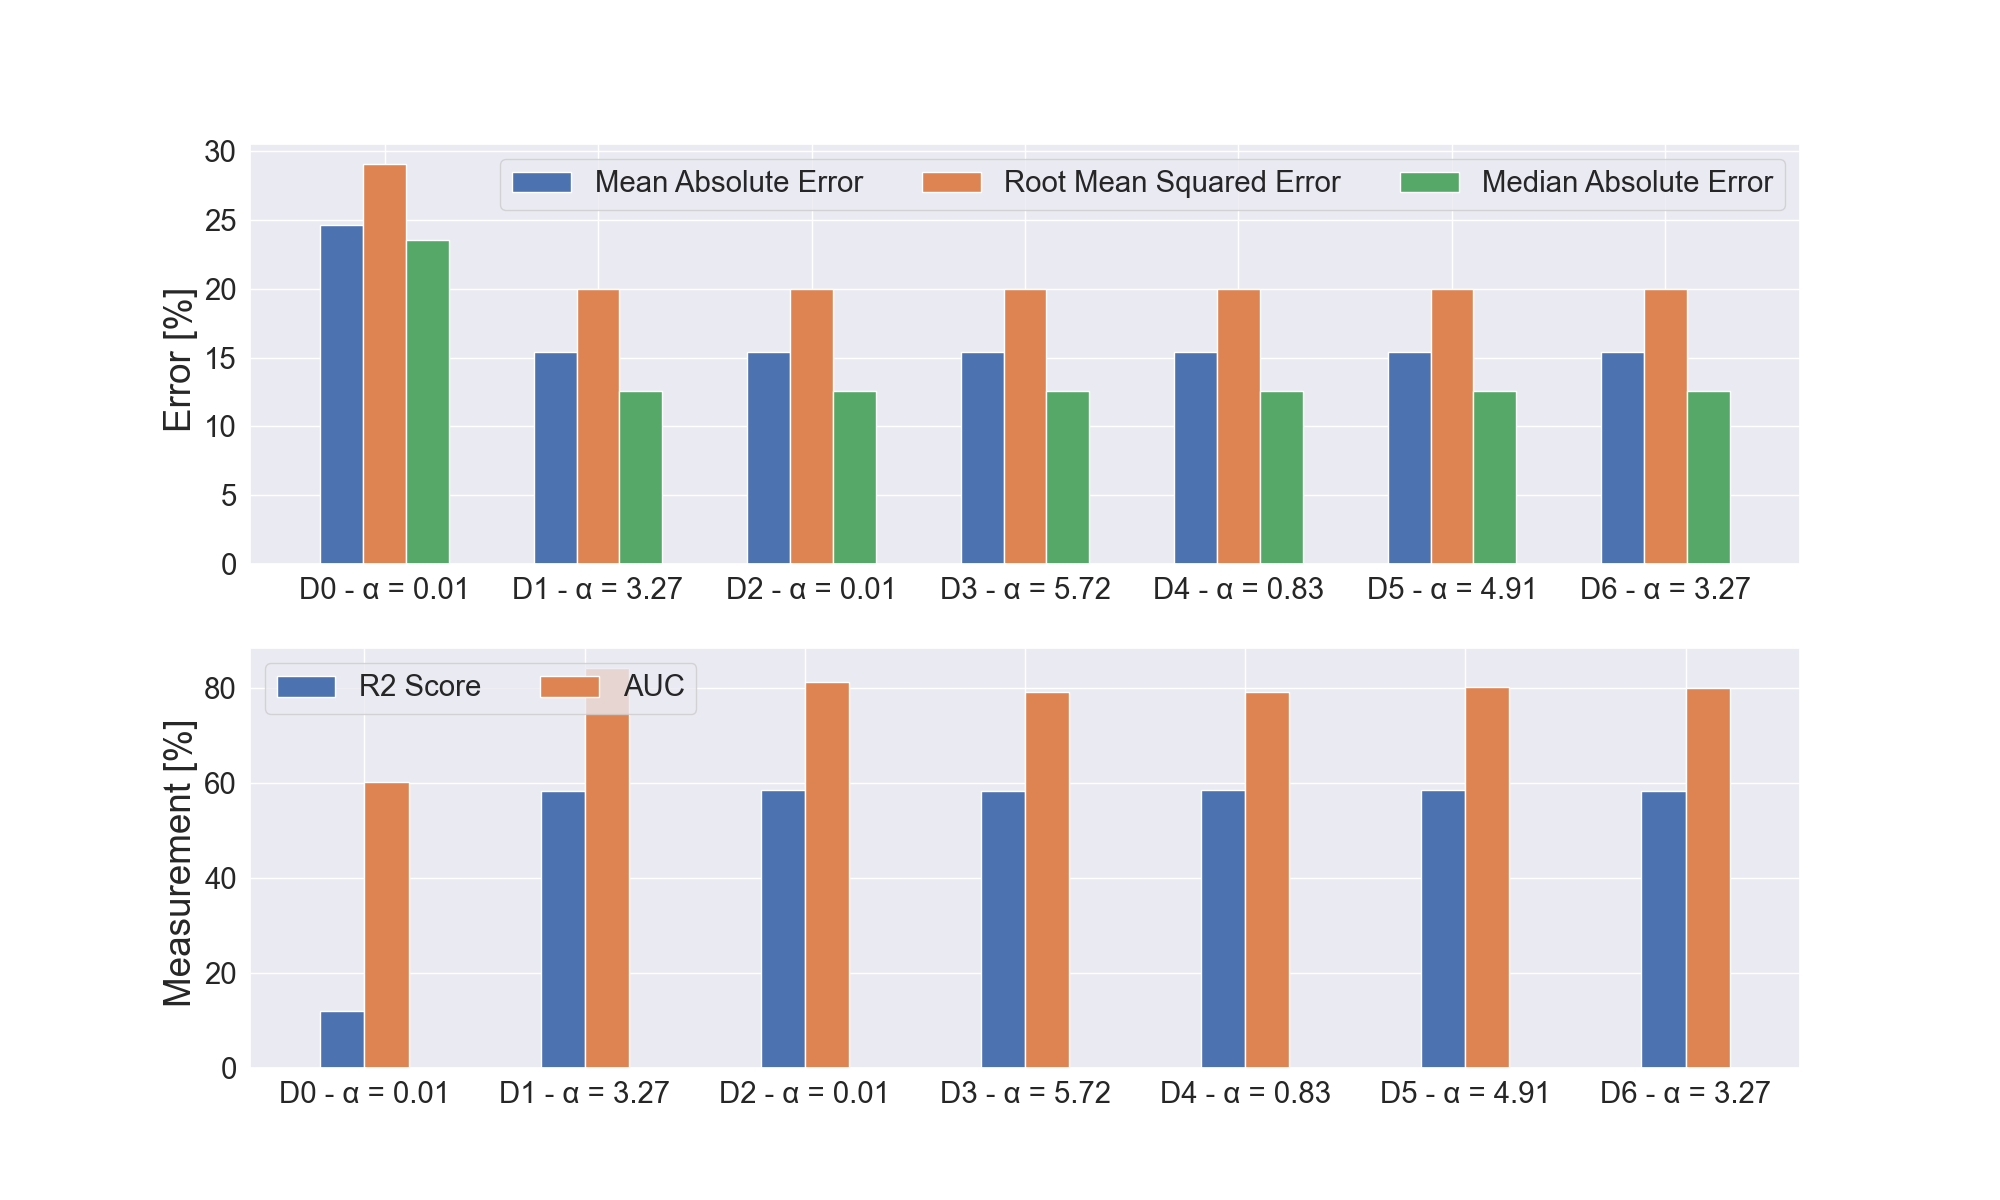 30
25
20
15
10
5
0
Error [%]
Mean Absolute Error Root Mean Squared Error Median Absolute Error
D0 - α = 0.01 D1 - α = 3.27 D2 - α = 0.01 D3 - α = 5.72 D4 - α = 0.83 D5 - α = 4.91 D6 - α = 3.27
80
60
40
20
0
Measurement [%]
R2 Score AUC
D0 - α = 0.01 D1 - α = 3.27 D2 - α = 0.01 D3 - α = 5.72 D4 - α = 0.83 D5 - α = 4.91 D6 - α = 3.27